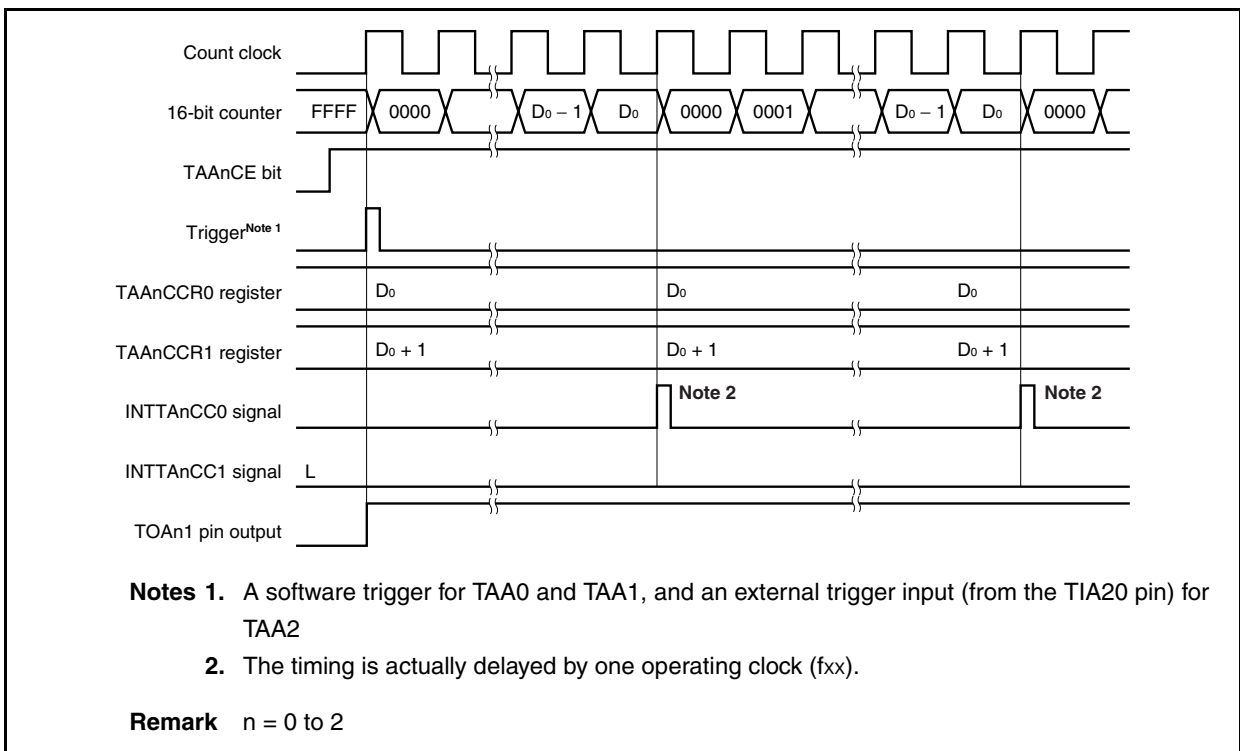 Count clock
16-bit counter FFFF 0000 D₀ − 1 D₀ 0000 0001 D₀ − 1 D₀ 0000
TAAnCE bit
Trigger^Note 1
TAAnCCR0 register D₀ D₀ D₀
TAAnCCR1 register D₀ + 1 D₀ + 1 D₀ + 1
INTTAnCC0 signal Note 2 Note 2
INTTAnCC1 signal L
TOAn1 pin output
Notes 1. A software trigger for TAA0 and TAA1, and an external trigger input (from the TIA20 pin) for
TAA2
2. The timing is actually delayed by one operating clock (fxx).
Remark n = 0 to 2